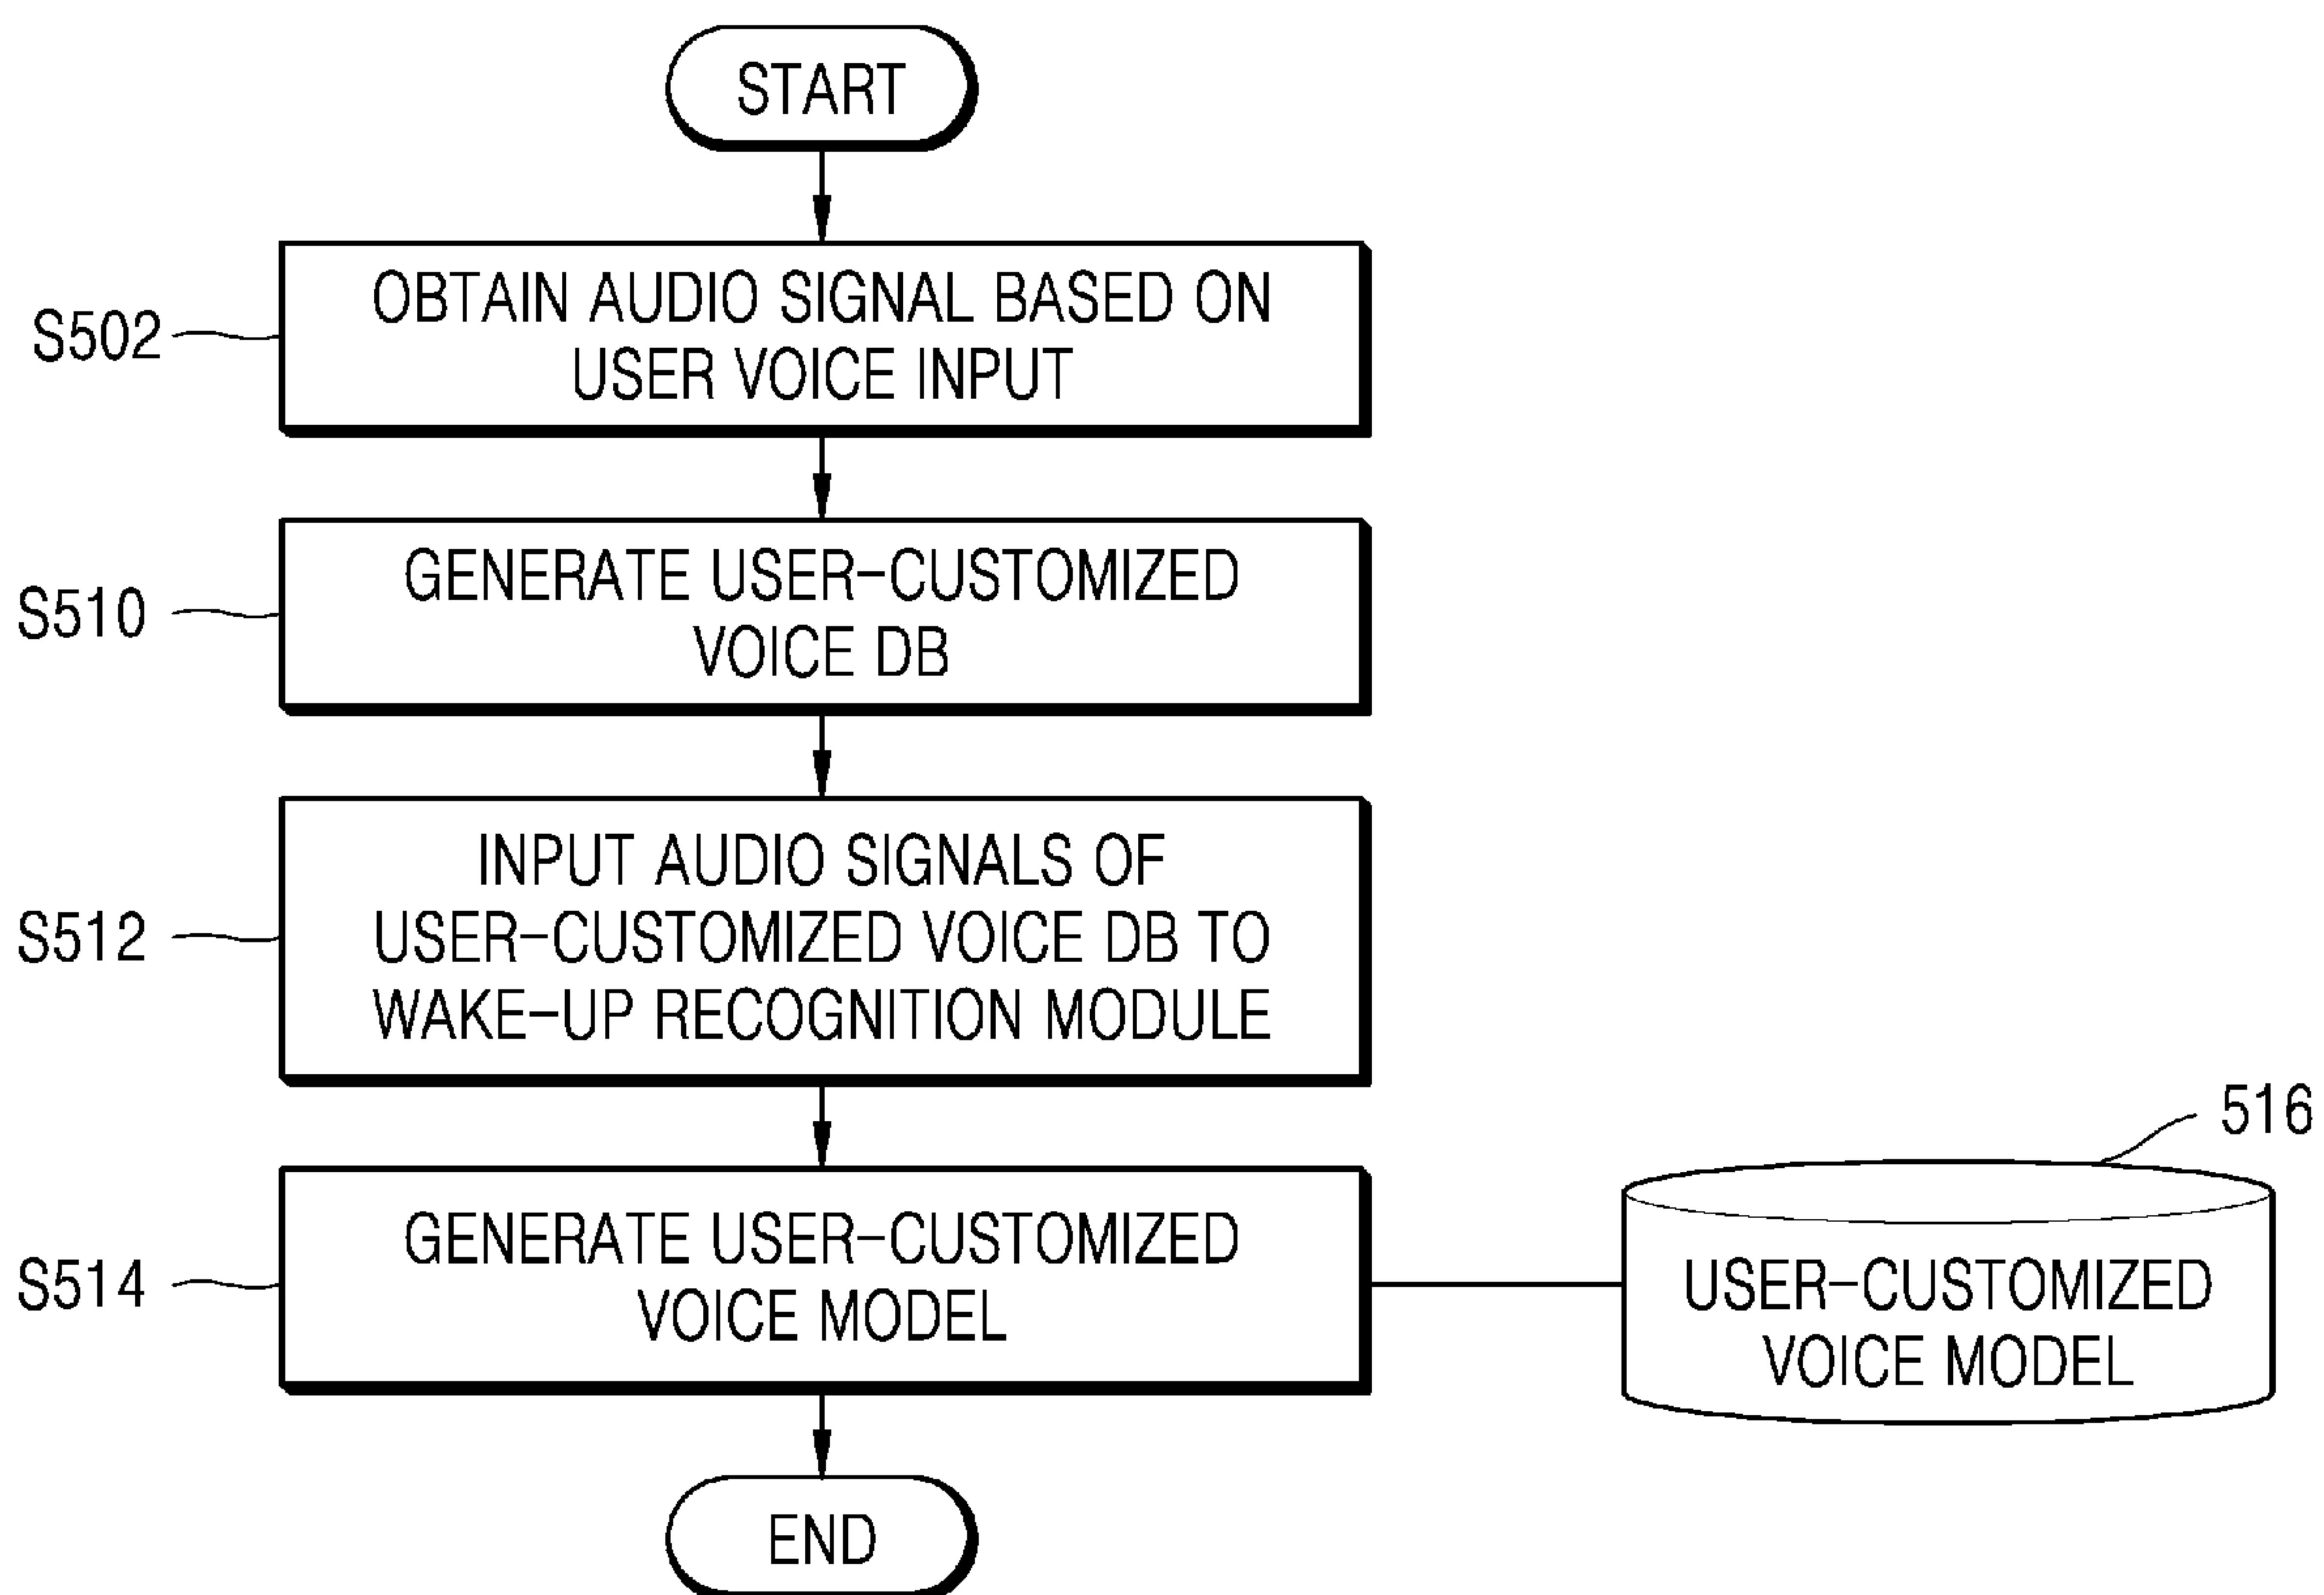 START
S502
OBTAIN AUDIO SIGNAL BASED ON
USER VOICE INPUT
S510
GENERATE USER-CUSTOMIZED
VOICE DB
S512
INPUT AUDIO SIGNALS OF
USER-CUSTOMIZED VOICE DB TO
WAKE-UP RECOGNITION MODULE
S514
GENERATE USER-CUSTOMIZED
VOICE MODEL
516
USER-CUSTOMIZED
VOICE MODEL
END